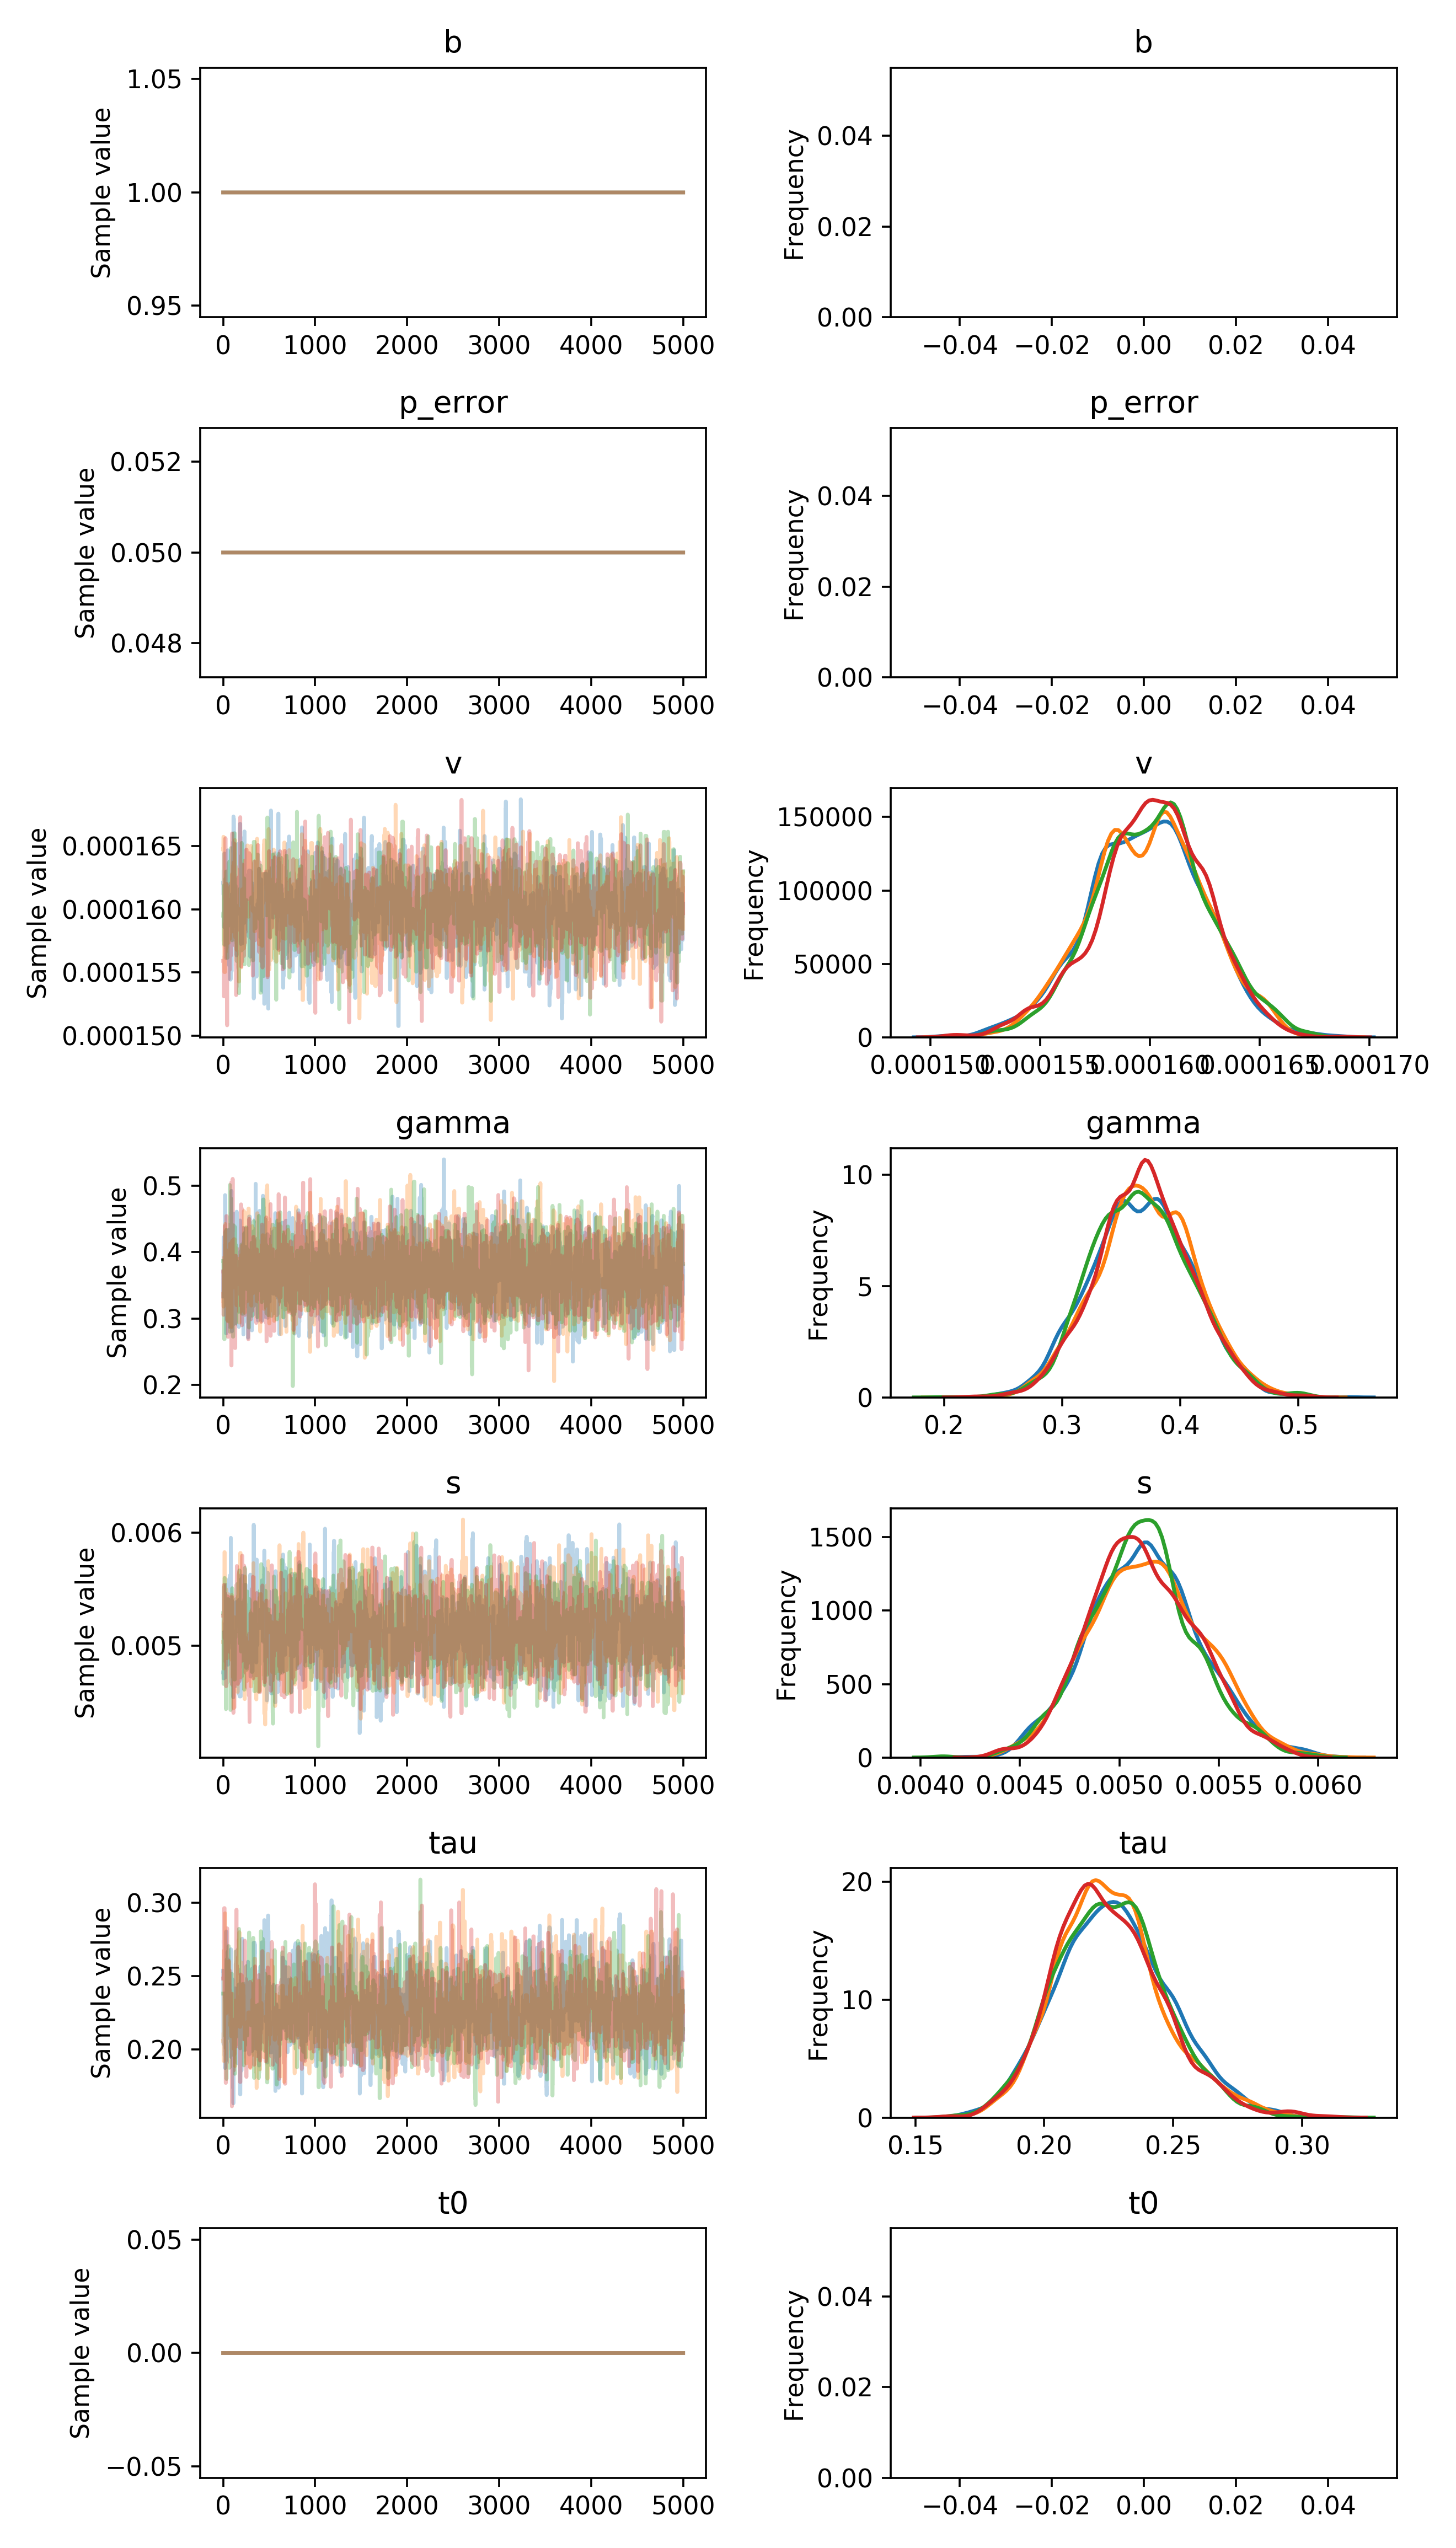 b
b
1.05
1.00
0.95
Sample value
0 1000 2000 3000 4000 5000
0.04
0.02
0.00
Frequency
−0.04 −0.02 0.00 0.02 0.04
p_error
p_error
0.052
0.050
0.048
Sample value
0 1000 2000 3000 4000 5000
0.04
0.02
0.00
Frequency
−0.04 −0.02 0.00 0.02 0.04
v
v
0.000165
0.000160
0.000155
0.000150
Sample value
0 1000 2000 3000 4000 5000
150000
100000
50000
0
Frequency
0.000150 0.000155 0.000160 0.000165 0.000170
gamma
gamma
0.5
0.4
0.3
0.2
Sample value
0 1000 2000 3000 4000 5000
10
5
0
Frequency
0.2 0.3 0.4 0.5
s
s
0.006
0.005
Sample value
0 1000 2000 3000 4000 5000
1500
1000
500
0
Frequency
0.0040 0.0045 0.0050 0.0055 0.0060
tau
tau
0.30
0.25
0.20
Sample value
0 1000 2000 3000 4000 5000
20
10
0
Frequency
0.15 0.20 0.25 0.30
t0
t0
0.05
0.00
−0.05
Sample value
0 1000 2000 3000 4000 5000
0.04
0.02
0.00
Frequency
−0.04 −0.02 0.00 0.02 0.04